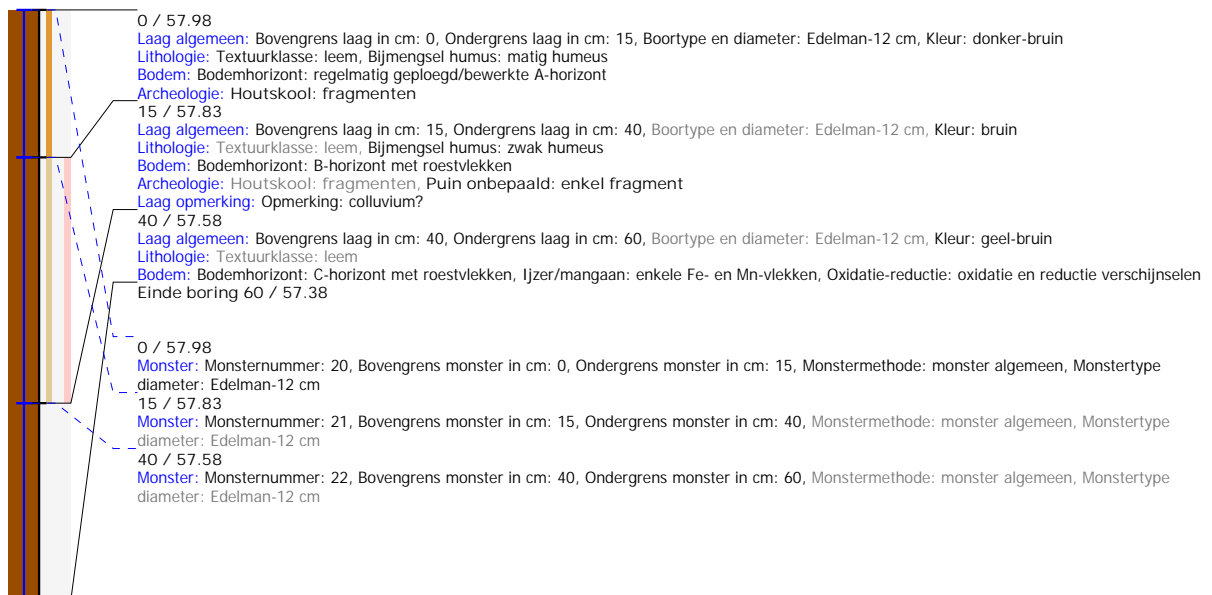 0 / 57.98
Laag algemeen: Bovengrens laag in cm: 0, Ondergrens laag in cm: 15, Boortype en diameter: Edelman-12 cm, Kleur: donker-bruin
Lithologie: Textuurklasse: leem, Bijmengsel humus: matig humeus
Bodem: Bodemhorizont: regelmatig geploegd/bewerkte A-horizont
Archeologie: Houtskool: fragmenten
15 / 57.83
Laag algemeen: Bovengrens laag in cm: 15, Ondergrens laag in cm: 40, Boortype en diameter: Edelman-12 cm, Kleur: bruin
Lithologie: Textuurklasse: leem, Bijmengsel humus: zwak humeus
Bodem: Bodemhorizont: B-horizont met roestvlekken
Archeologie: Houtskool: fragmenten, Puin onbepaald: enkel fragment
Laag opmerking: Opmerking: colluvium?
40 / 57.58
Laag algemeen: Bovengrens laag in cm: 40, Ondergrens laag in cm: 60, Boortype en diameter: Edelman-12 cm, Kleur: geel-bruin
Lithologie: Textuurklasse: leem
Bodem: Bodemhorizont: C-horizont met roestvlekken, Ijzer/mangaan: enkele Fe- en Mn-vlekken, Oxidatie-reductie: oxidatie en reductie verschijnselen
Einde boring 60 / 57.38
0 / 57.98
Monster: Monsternummer: 20, Bovengrens monster in cm: 0, Ondergrens monster in cm: 15, Monstermethode: monster algemeen, Monstertype
diameter: Edelman-12 cm
15 / 57.83
Monster: Monsternummer: 21, Bovengrens monster in cm: 15, Ondergrens monster in cm: 40, Monstermethode: monster algemeen, Monstertype
diameter: Edelman-12 cm
40 / 57.58
Monster: Monsternummer: 22, Bovengrens monster in cm: 40, Ondergrens monster in cm: 60, Monstermethode: monster algemeen, Monstertype
diameter: Edelman-12 cm